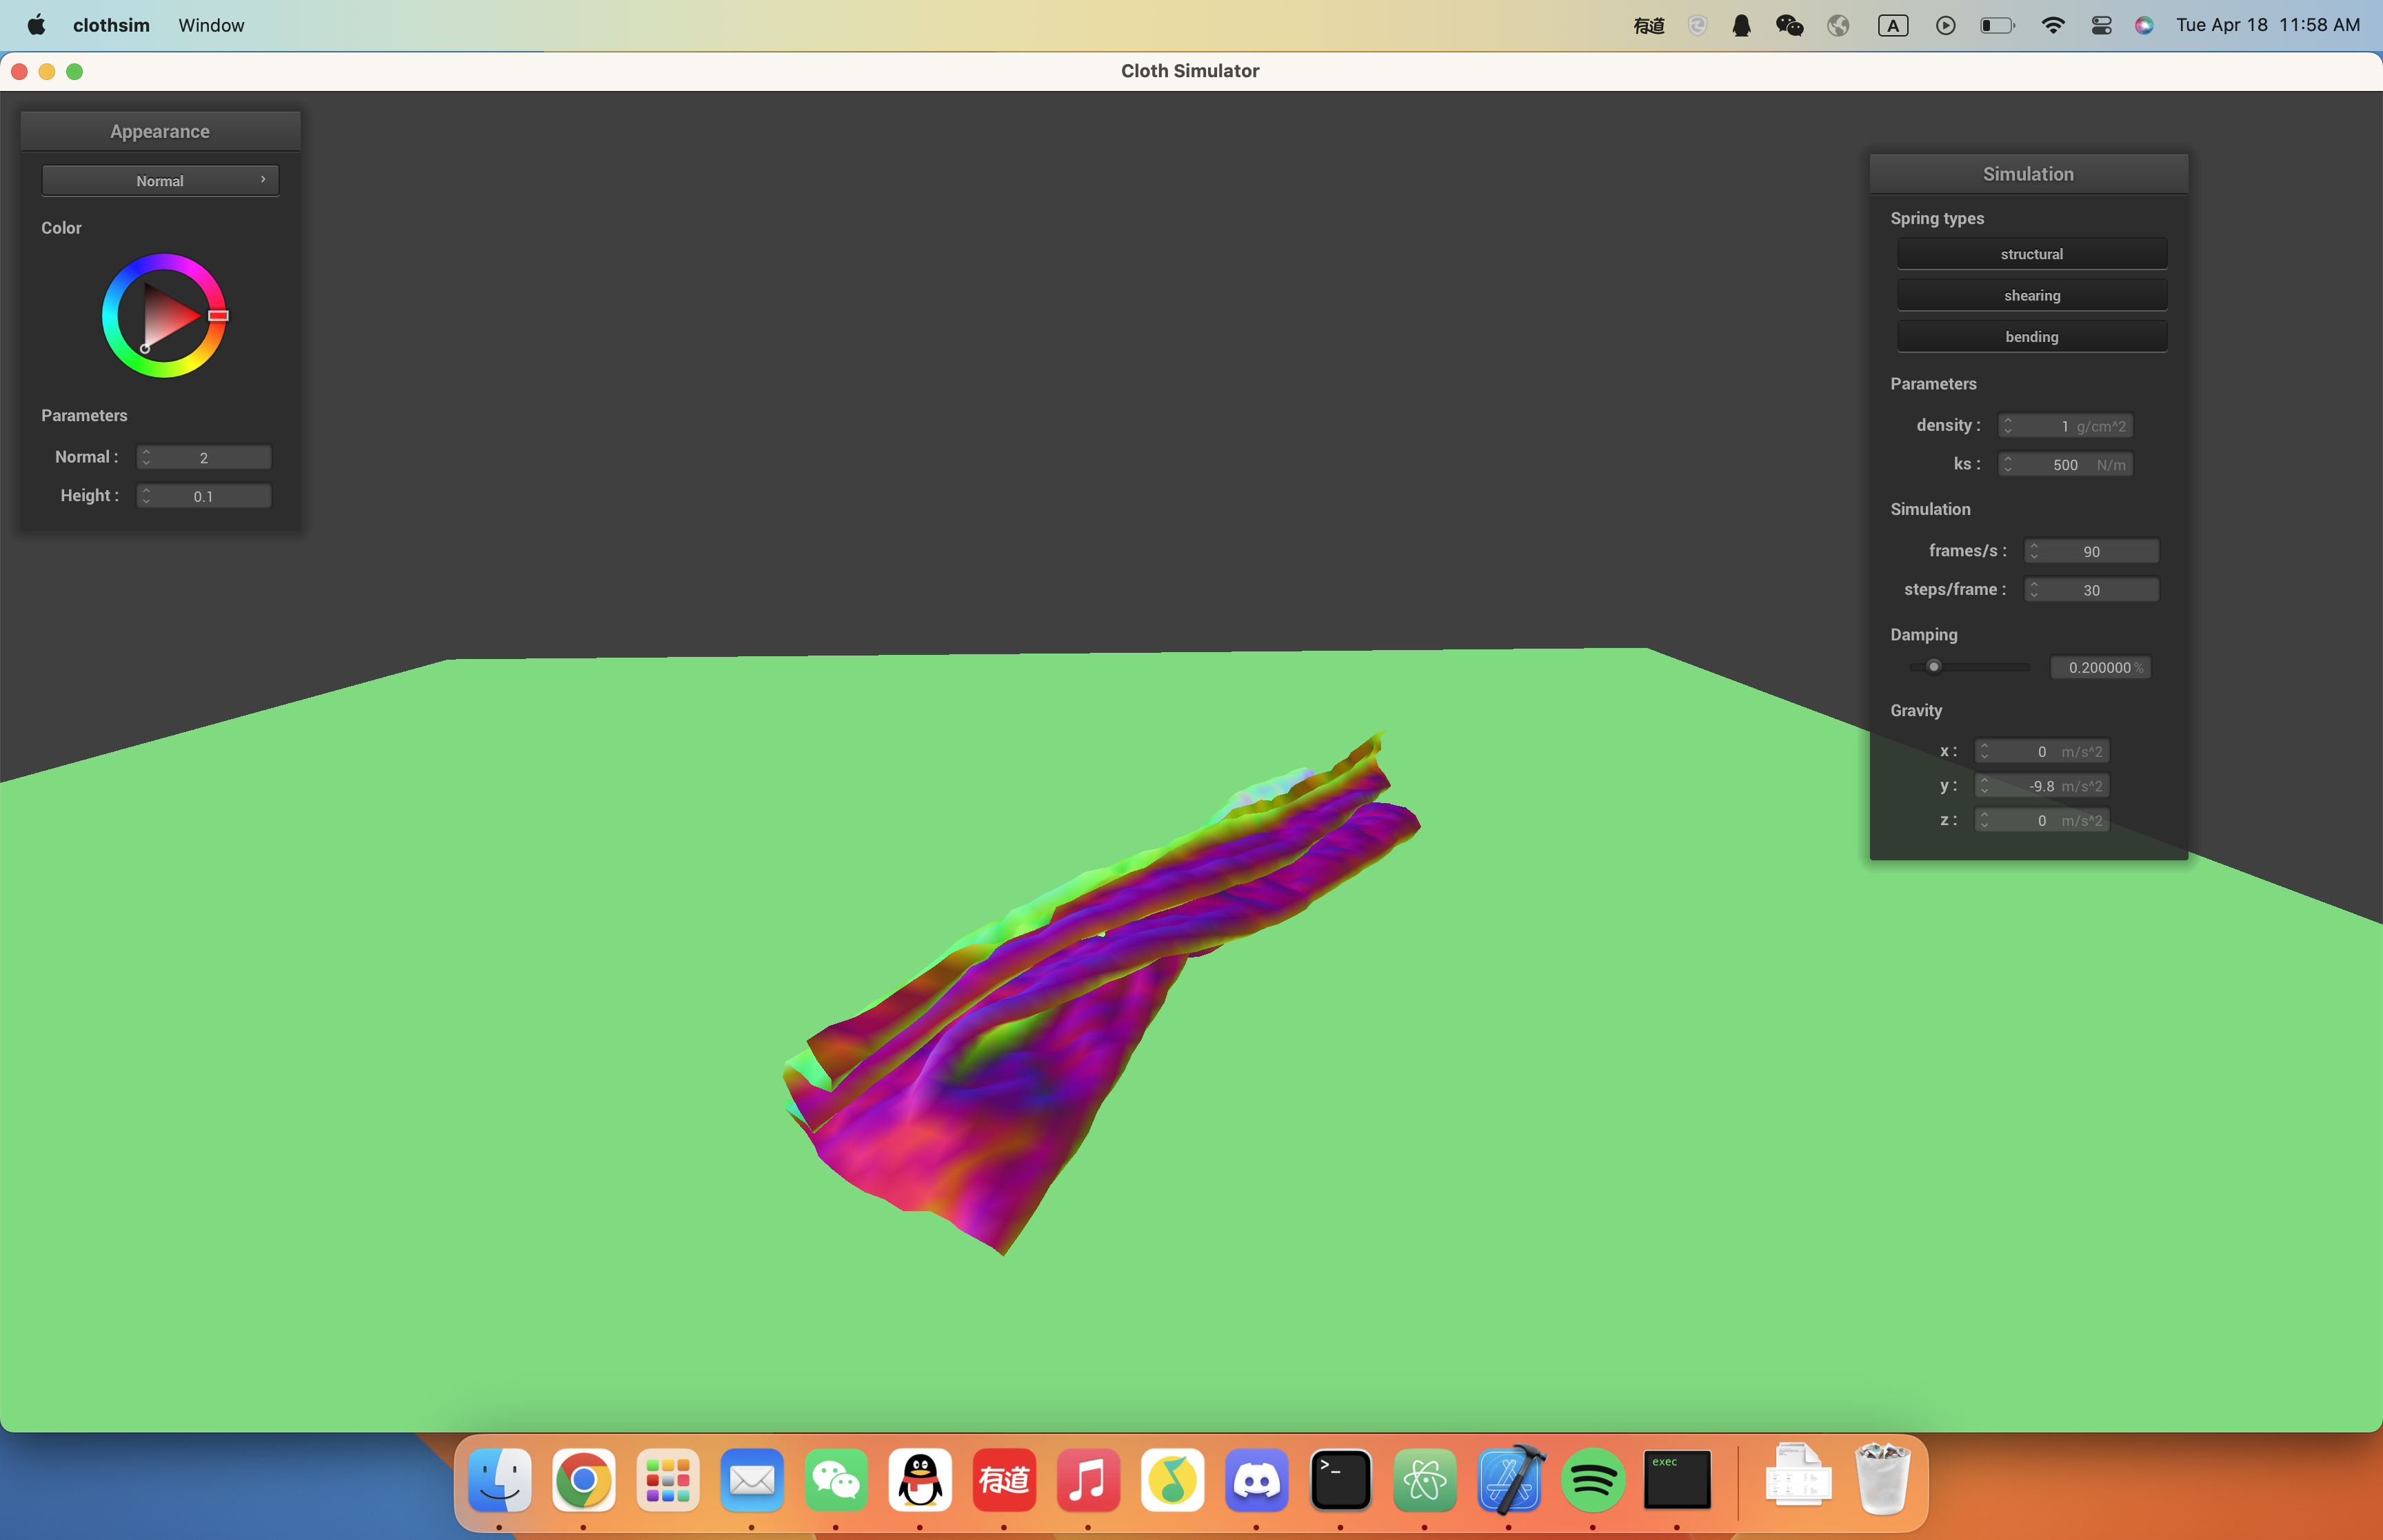 clothsim Window 有道 A Tue Apr 18 11:58 AM
Cloth Simulator
Appearance
Normal
Color
Parameters
Normal : 2
Height : 0.1
Simulation
Spring types
structural
shearing
bending
Parameters
density : 1 g/cm^2
ks : 500 N/m
Simulation
frames/s : 90
steps/frame : 30
Damping
0.200000 %
Gravity
x : 0 m/s^2
y : -9.8 m/s^2
z : 0 m/s^2
有道 >_ exec